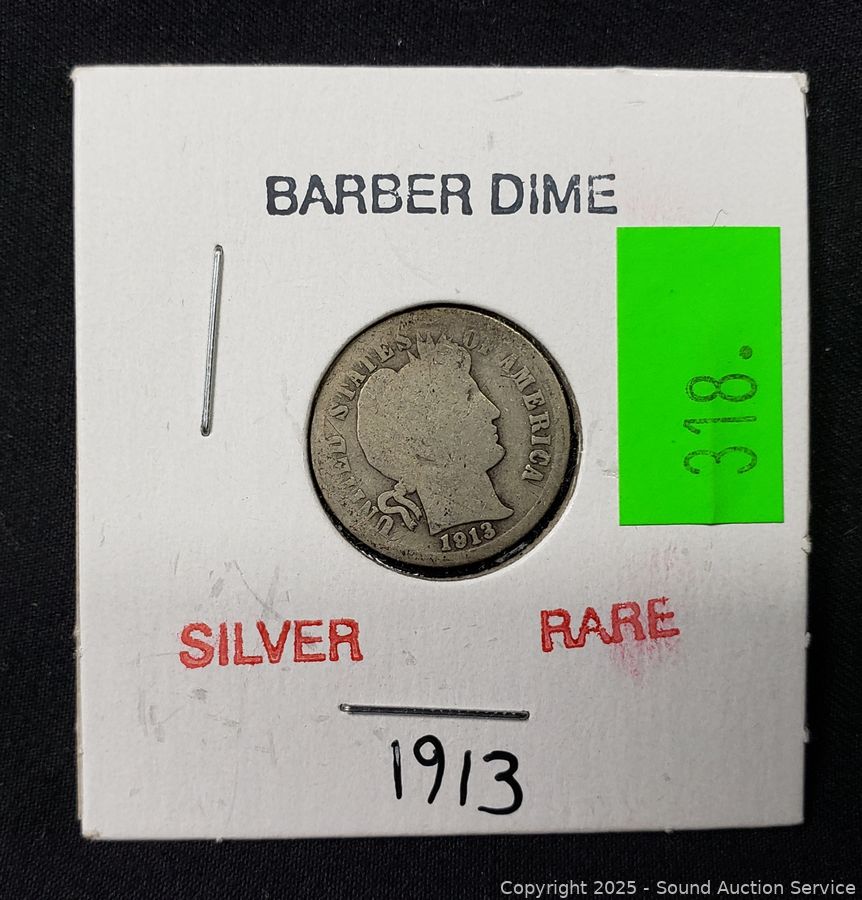 BARBER DIME
318.
UNITED STATES OF AMERICA
1913
SILVER RARE
1913
Copyright 2025 - Sound Auction Service